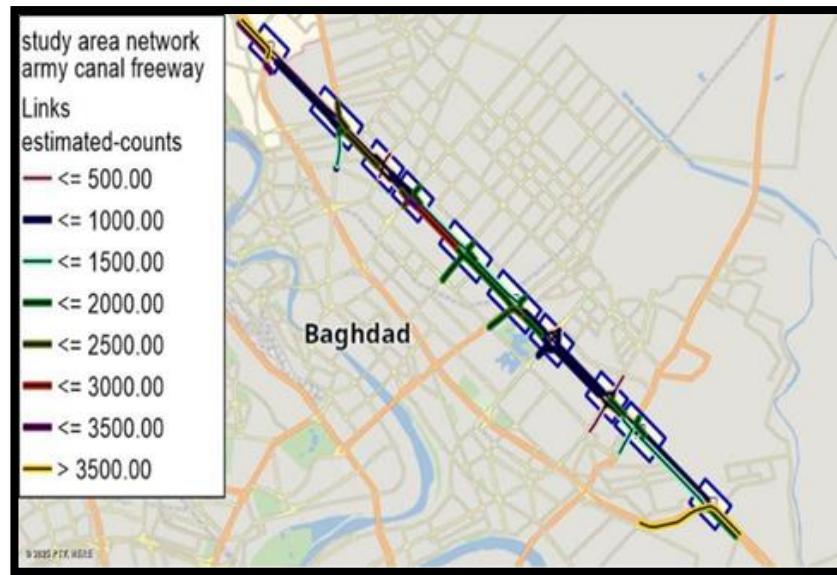 study area network
army canal freeway
Links
estimated-counts
<= 500.00
<= 1000.00
<= 1500.00
<= 2000.00
<= 2500.00
<= 3000.00
<= 3500.00
> 3500.00
Baghdad